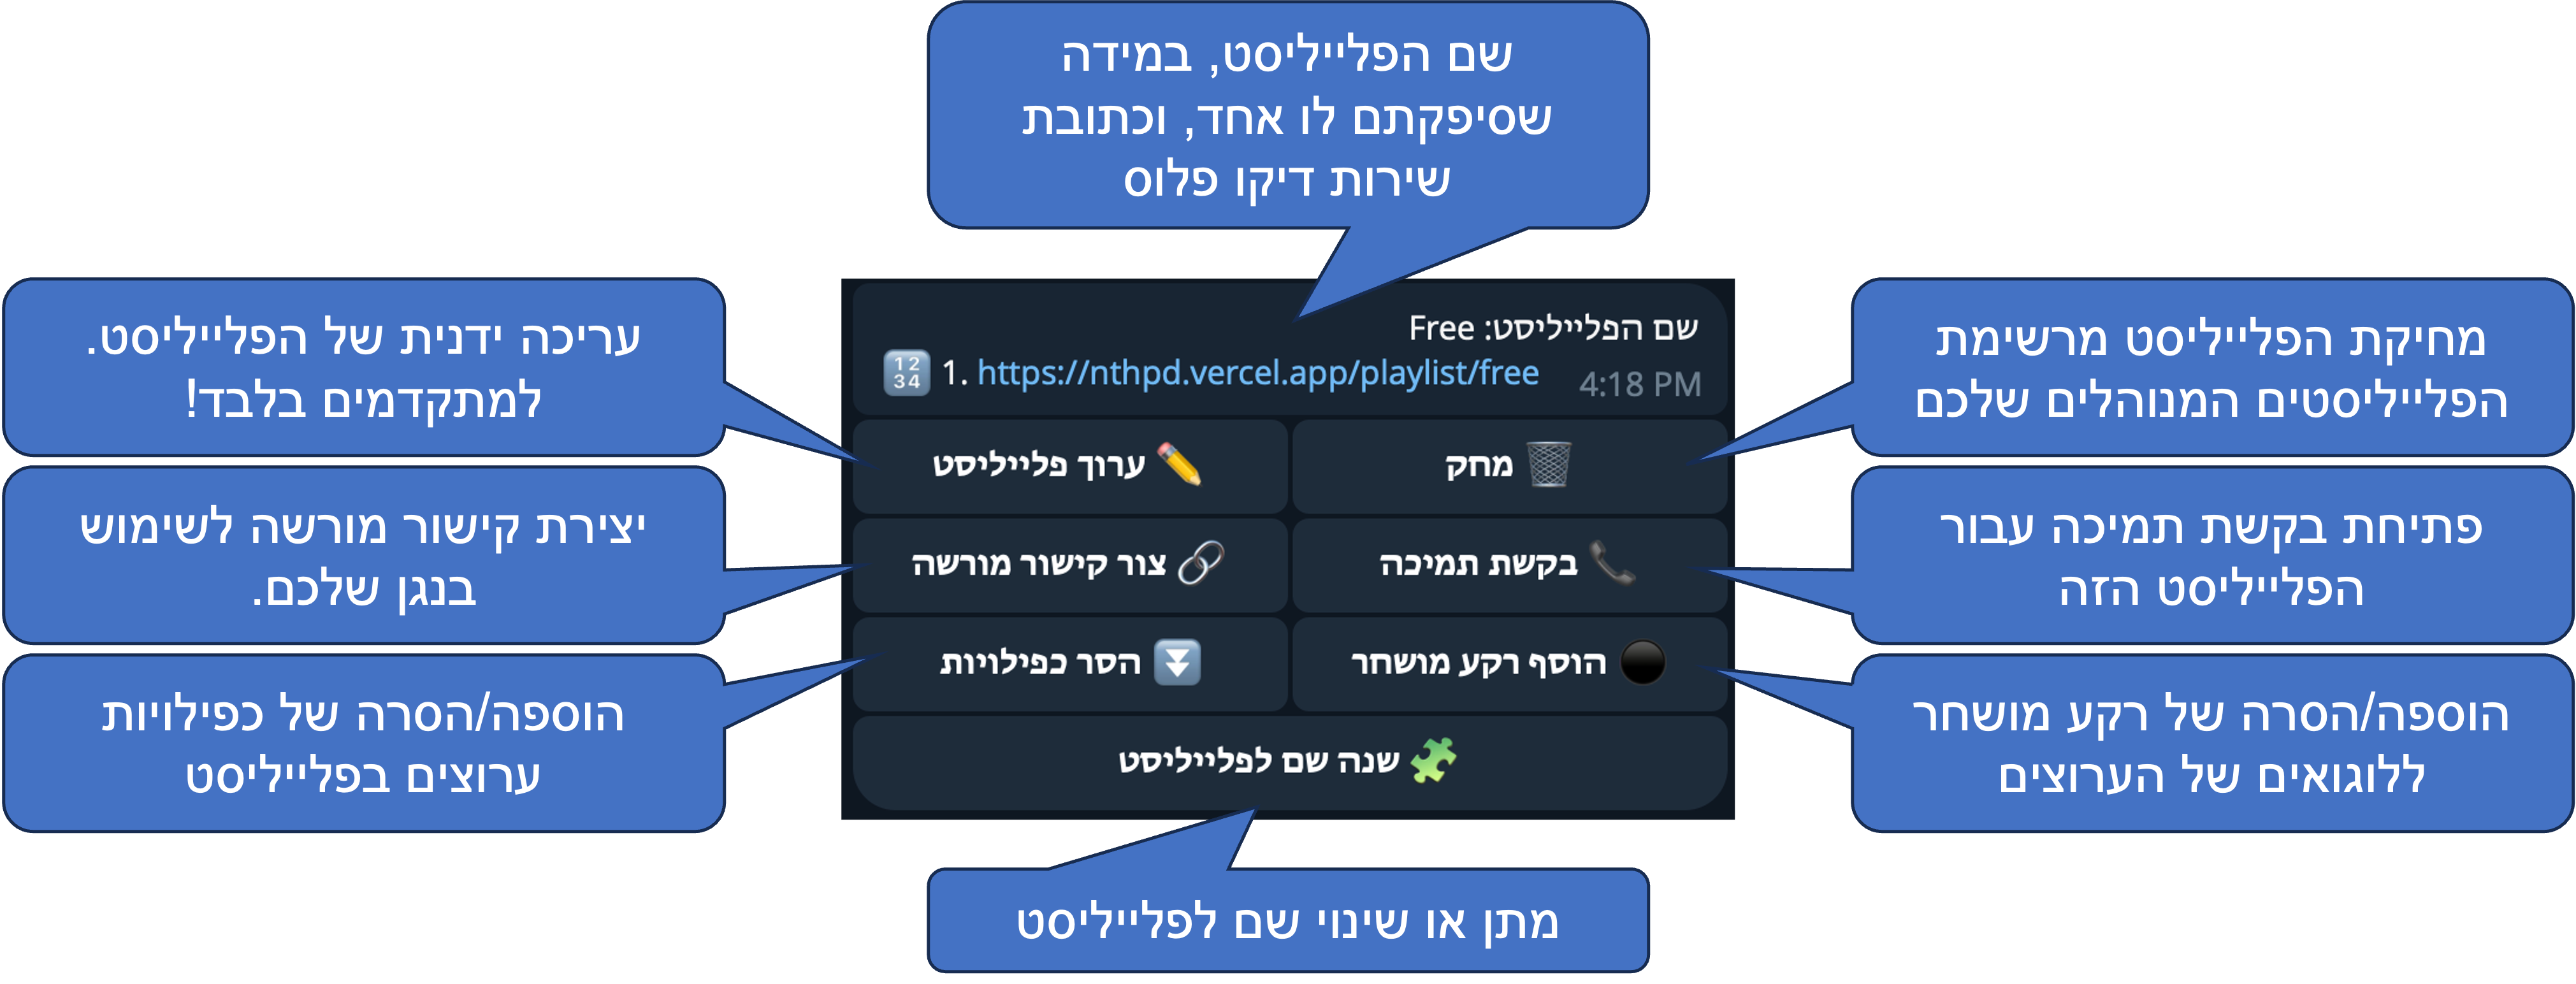 שם הפלייליסט, במידה
שסיפקתם לו אחד, וכתובת
שירות דיקו פלוס
שם הפלייליסט: Free
1. https://nthpd.vercel.app/playlist/free
4:18 PM
מחיקת הפלייליסט מרשימת
הפלייליסטים המנוהלים שלכם
🗑 מחק
✏️ ערוך פלייליסט
עריכה ידנית של הפלייליסט.
למתקדמים בלבד!
פתיחת בקשת תמיכה עבור
הפלייליסט הזה
📞 בקשת תמיכה
🔗 צור קישור מורשה
יצירת קישור מורשה לשימוש
בנגן שלכם.
הוספה/הסרה של רקע מושחר
ללוגואים של הערוצים
⚫ הוסף רקע מושחר
⏬ הסר כפילויות
הוספה/הסרה של כפילויות
ערוצים בפלייליסט
🧩 שנה שם לפלייליסט
מתן או שינוי שם לפלייליסט